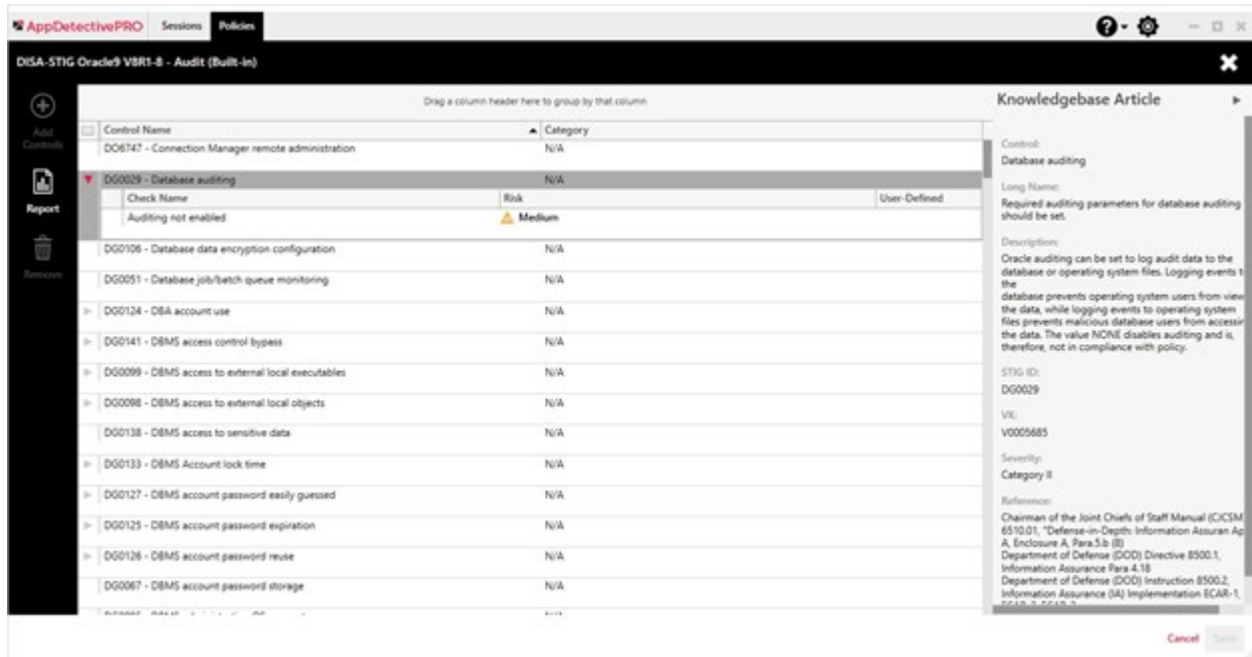 AppDetectivePRO Sessions Policies
DISA-STIG Oracle9 V8R1-8 - Audit (Built-in)
Add
Controls
Report
Remove
Drag a column header here to group by that column
Control Name Category
DO6747 - Connection Manager remote administration N/A
DG0029 - Database auditing N/A
Check Name Risk User-Defined
Auditing not enabled Medium
DG0106 - Database data encryption configuration N/A
DG0051 - Database job/batch queue monitoring N/A
DG0124 - DBA account use N/A
DG0141 - DBMS access control bypass N/A
DG0099 - DBMS access to external local executables N/A
DG0098 - DBMS access to external local objects N/A
DG0138 - DBMS access to sensitive data N/A
DG0133 - DBMS Account lock time N/A
DG0127 - DBMS account password easily guessed N/A
DG0125 - DBMS account password expiration N/A
DG0126 - DBMS account password reuse N/A
DG0067 - DBMS account password storage N/A
Knowledgebase Article
Control:
Database auditing
Long Name:
Required auditing parameters for database auditing
should be set.
Description:
Oracle auditing can be set to log audit data to the
database or operating system files. Logging events t
the
database prevents operating system users from view
the data, while logging events to operating system
files prevents malicious database users from accessin
the data. The value NONE disables auditing and is,
therefore, not in compliance with policy.
STIG ID:
DG0029
VK:
V0005685
Severity:
Category II
Reference:
Chairman of the Joint Chiefs of Staff Manual (CJCSM
6510.01, "Defense-in-Depth: Information Assuran Ap
A, Enclosure A, Para.5.b (8)
Department of Defense (DOD) Directive 8500.1,
Information Assurance Para 4.18
Department of Defense (DOD) Instruction 8500.2,
Information Assurance (IA) Implementation ECAR-1,
Cancel Save